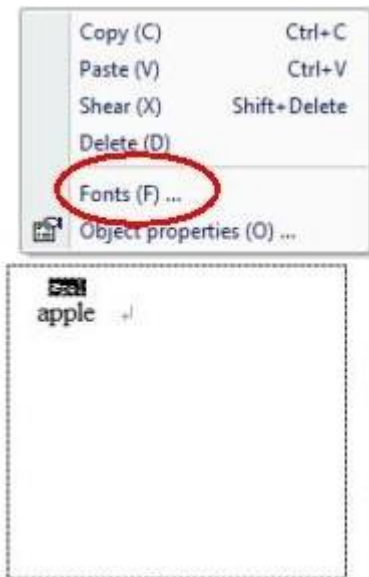 Copy (C) Ctrl+C
Paste (V) Ctrl+V
Shear (X) Shift+Delete
Delete (D)
Fonts (F) ...
Object properties (O) ...
apple